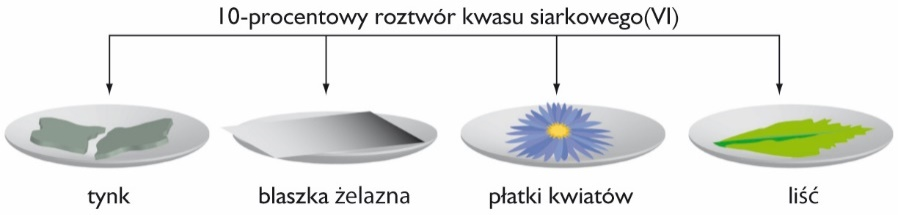 10-procentowy roztwór kwasu siarkowego(VI)
tynk
blaszka żelazna
płatki kwiatów
liść